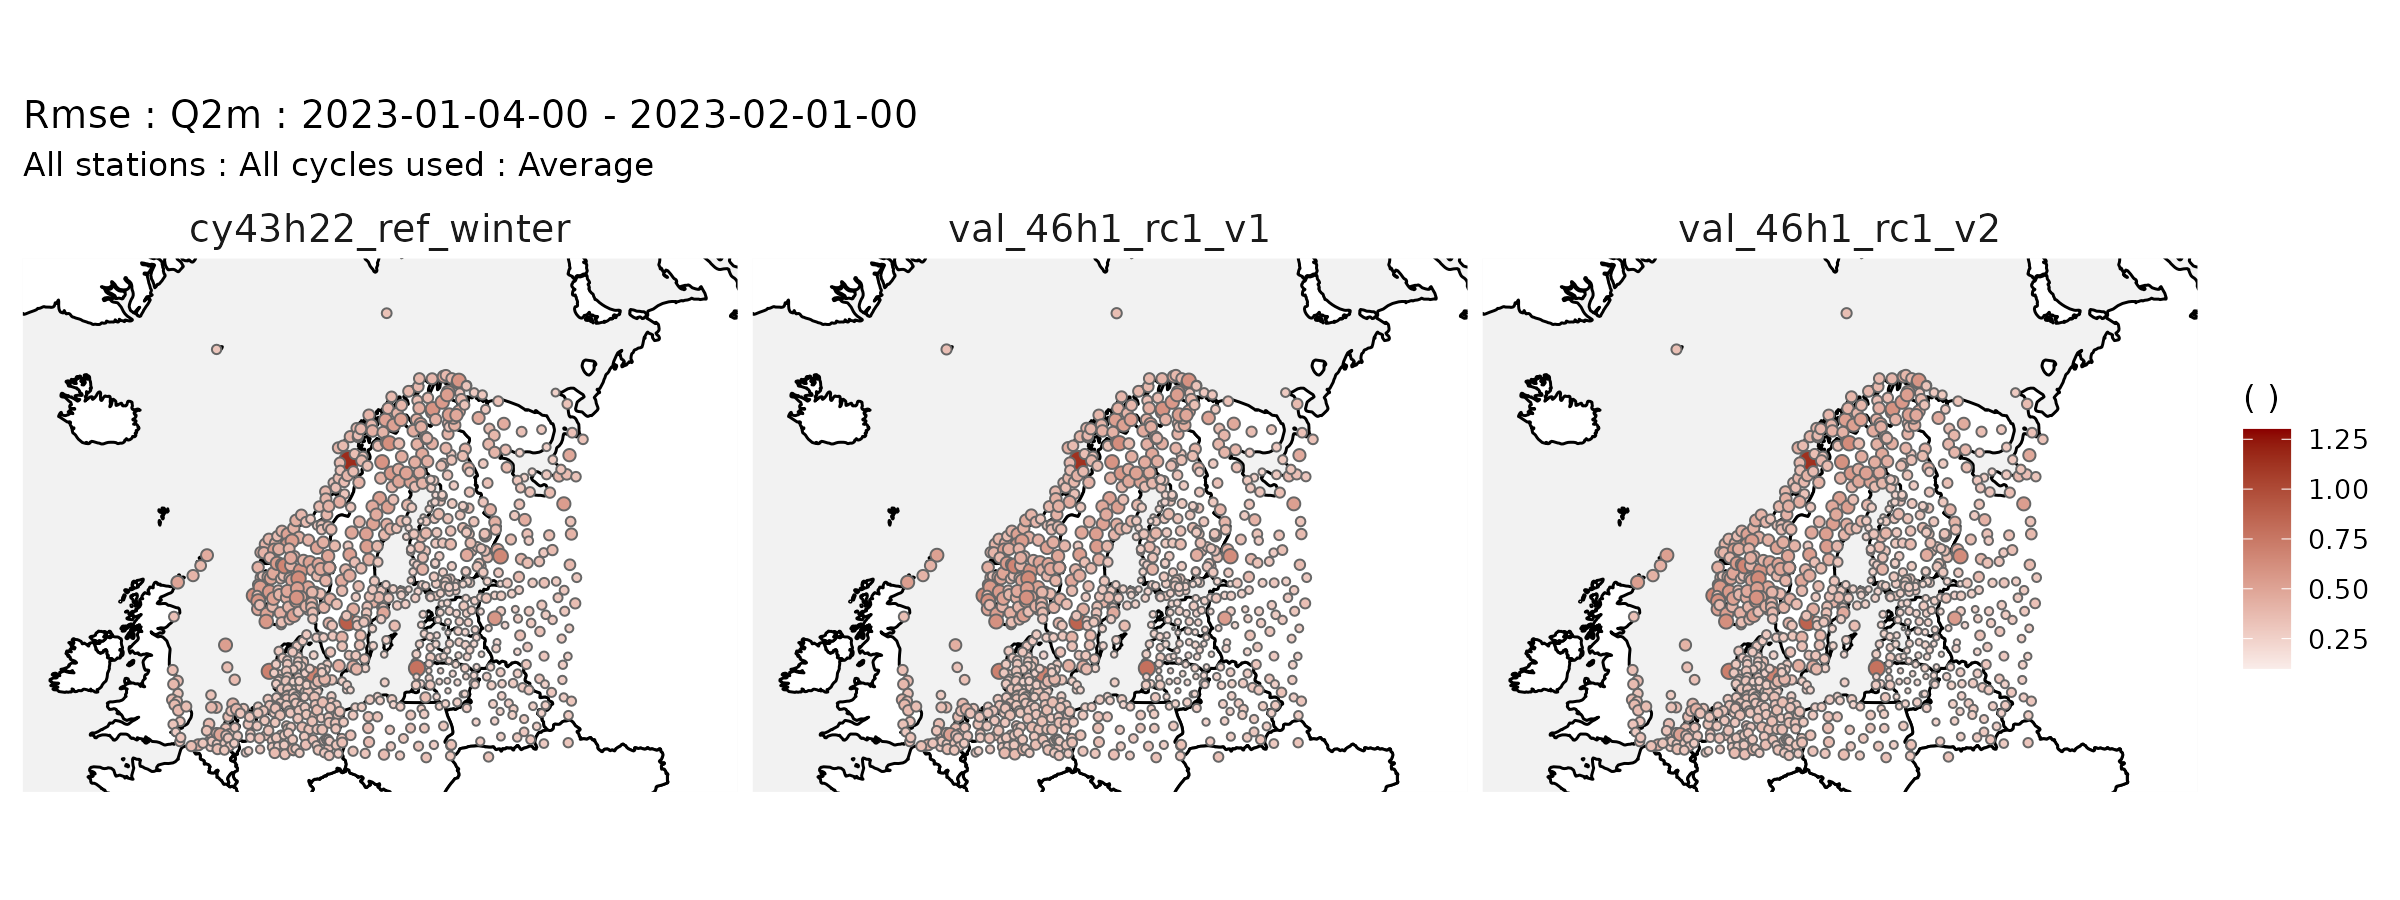 Rmse : Q2m : 2023-01-04-00 - 2023-02-01-00
All stations : All cycles used : Average
cy43h22_ref_winter
val_46h1_rc1_v1
val_46h1_rc1_v2
( )
1.25
1.00
0.75
0.50
0.25